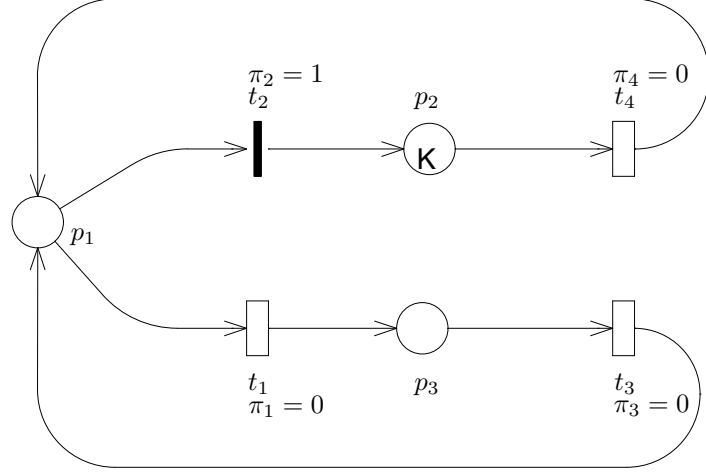 π₂ = 1
t₂
p₂
π₄ = 0
t₄
K
p₁
t₁
π₁ = 0
p₃
t₃
π₃ = 0